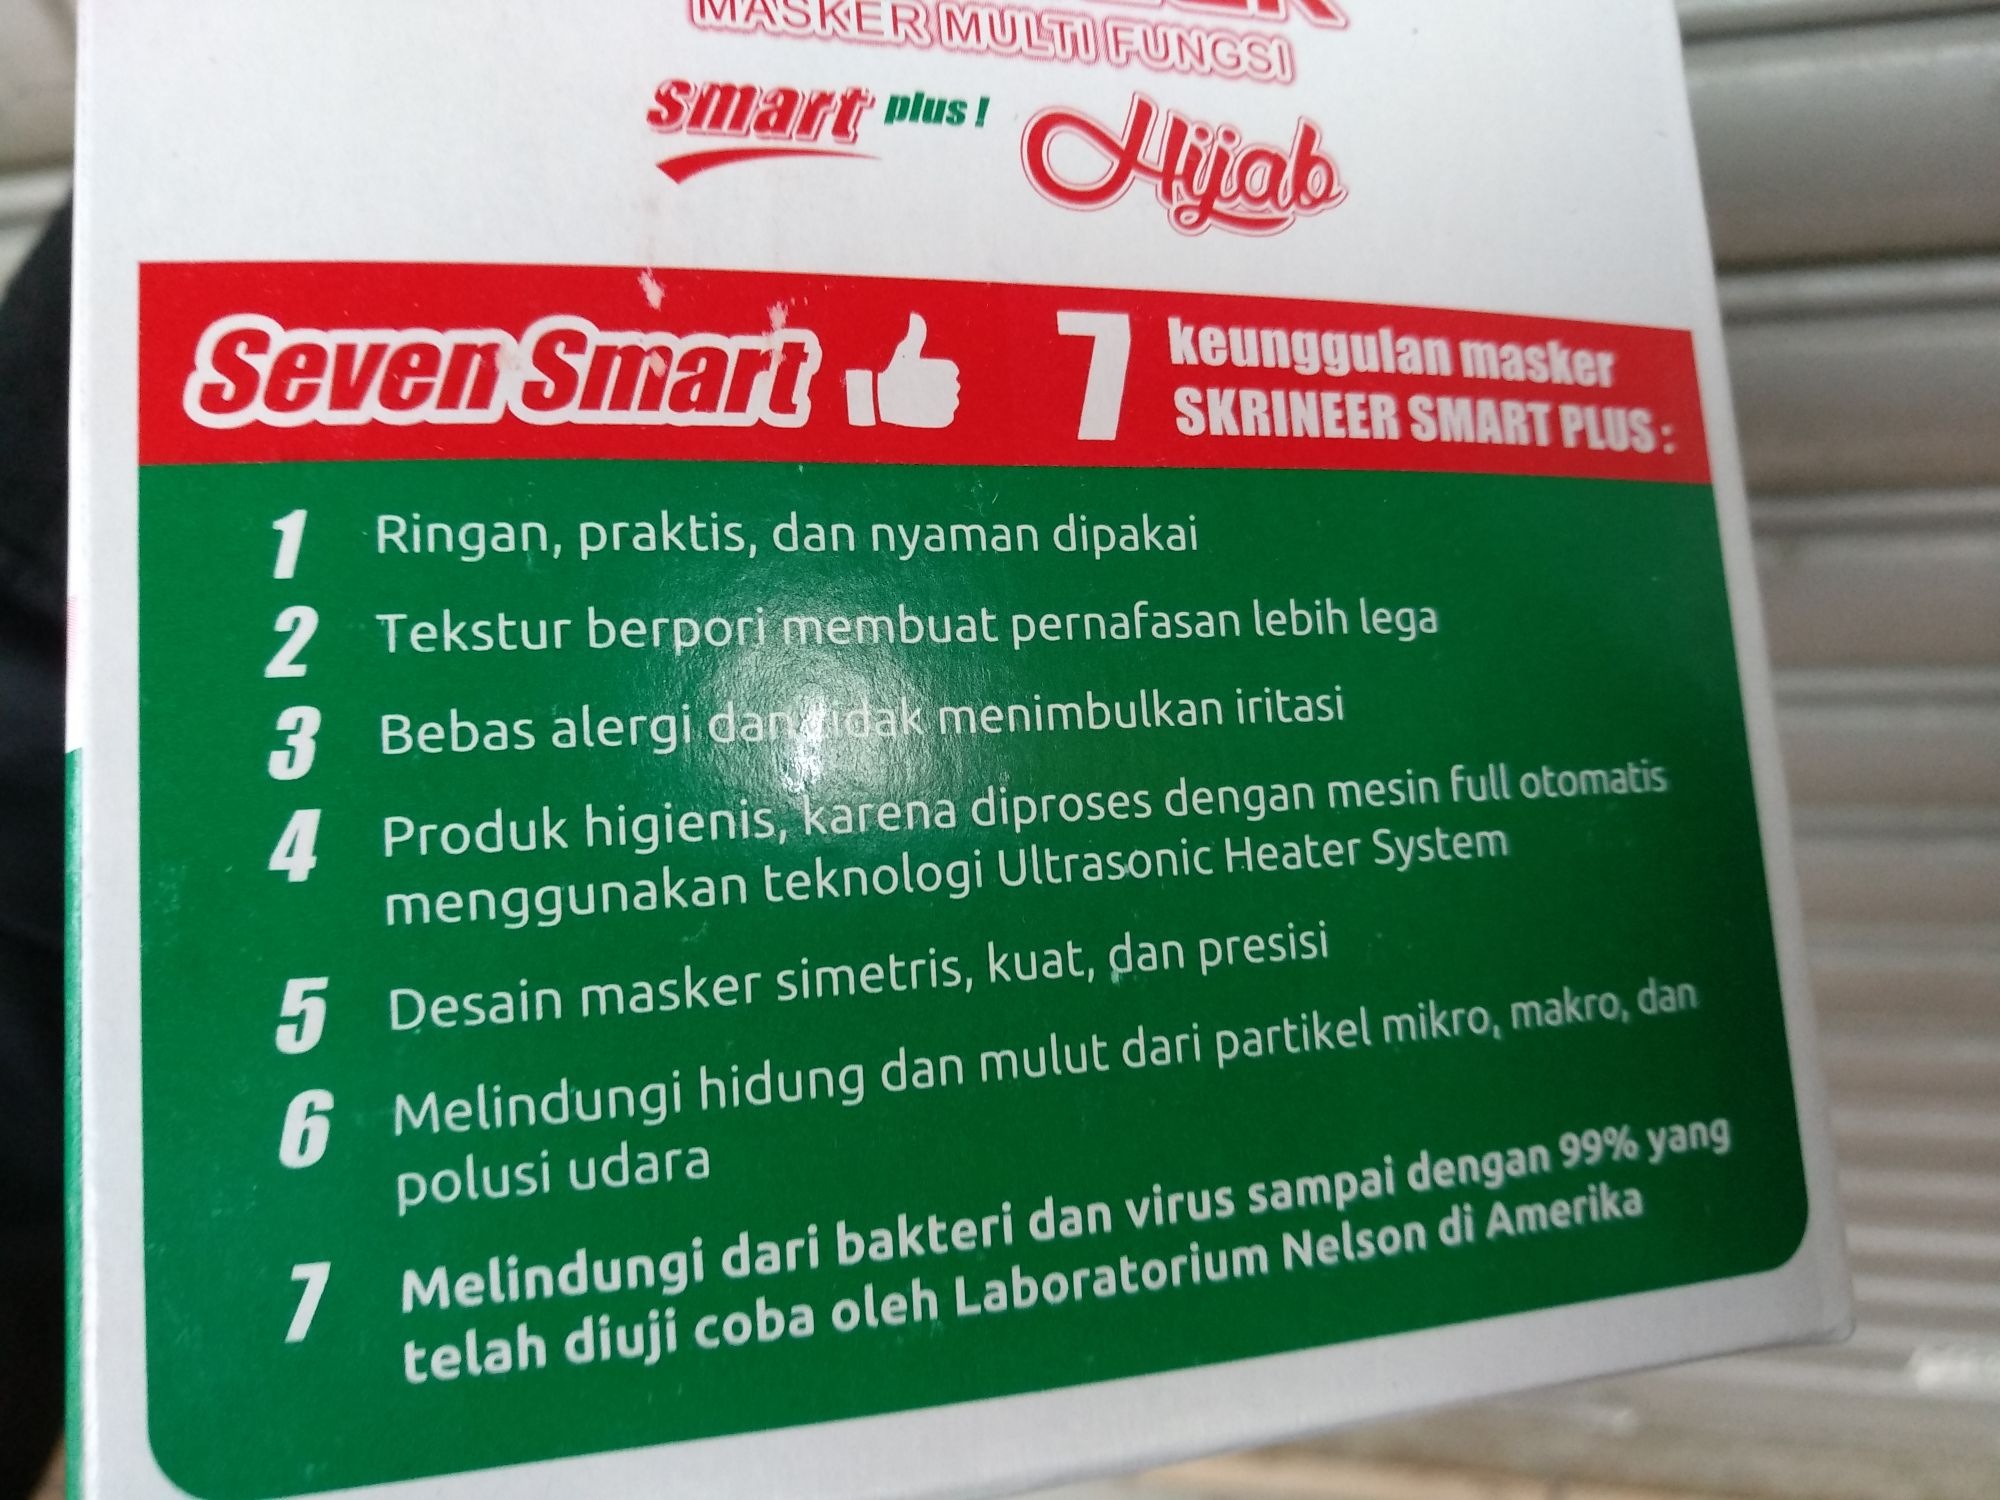 MASKER MULTI FUNGSI
smart plus! Hijab
Seven Smart 7 keunggulan masker
SKRINEER SMART PLUS :
1 Ringan, praktis, dan nyaman dipakai
2 Tekstur berpori membuat pernafasan lebih lega
3 Bebas alergi dan tidak menimbulkan iritasi
4 Produk higienis, karena diproses dengan mesin full otomatis
menggunakan teknologi Ultrasonic Heater System
5 Desain masker simetris, kuat, dan presisi
6 Melindungi hidung dan mulut dari partikel mikro, makro, dan
polusi udara
7 Melindungi dari bakteri dan virus sampai dengan 99% yang
telah diuji coba oleh Laboratorium Nelson di Amerika